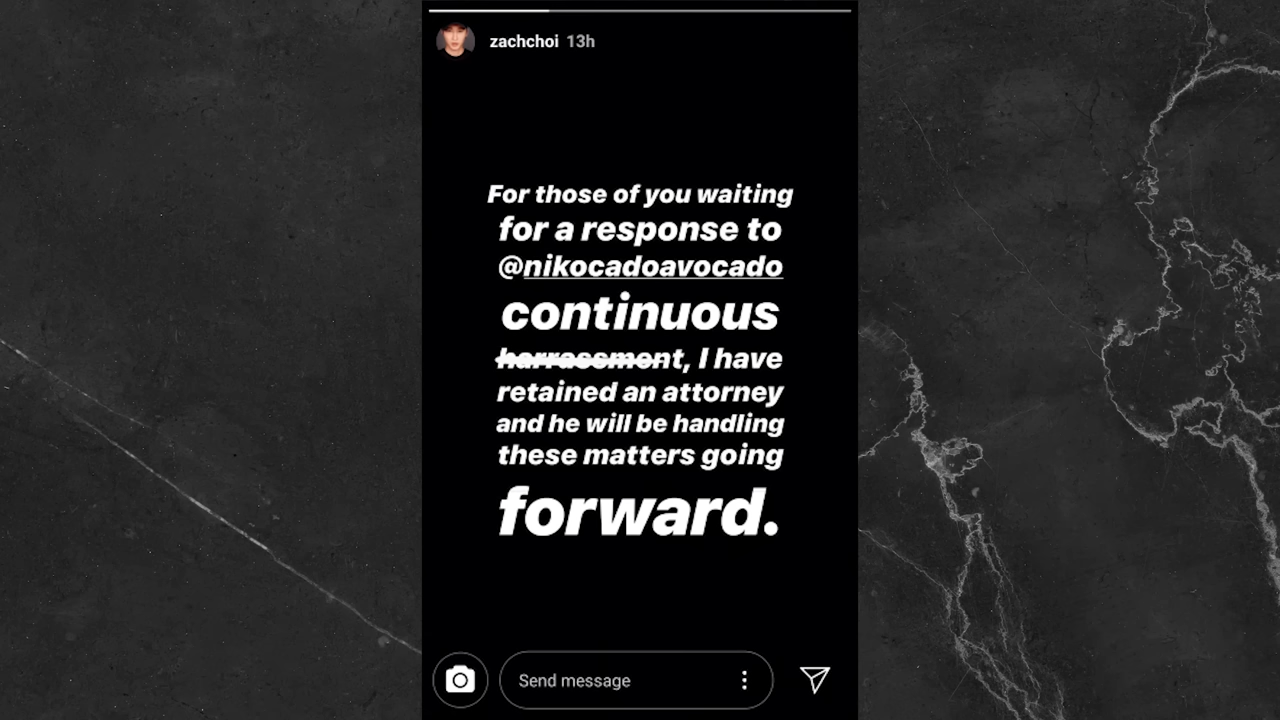 zachchoi 13h
For those of you waiting
for a response to
@nikocadoavocado
continuous
harrassment, I have
retained an attorney
and he will be handling
these matters going
forward.
Send message